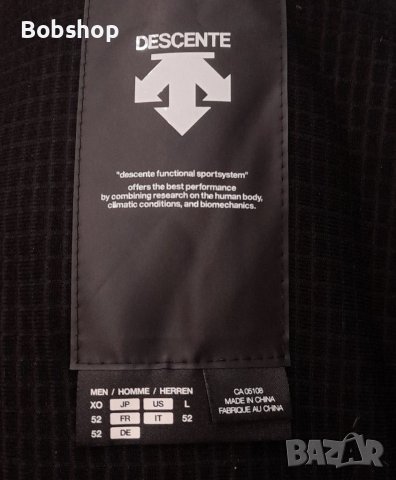 Bobshop
DESCENTE
"descente functional sportsystem"
offers the best performance
by combining research on the human body,
climatic conditions, and biomechanics.
MEN / HOMME / HERREN
XO JP US L
52 FR IT 52
52 DE
CA 05108
MADE IN CHINA
FABRIQUE AU CHINA
BAZAR